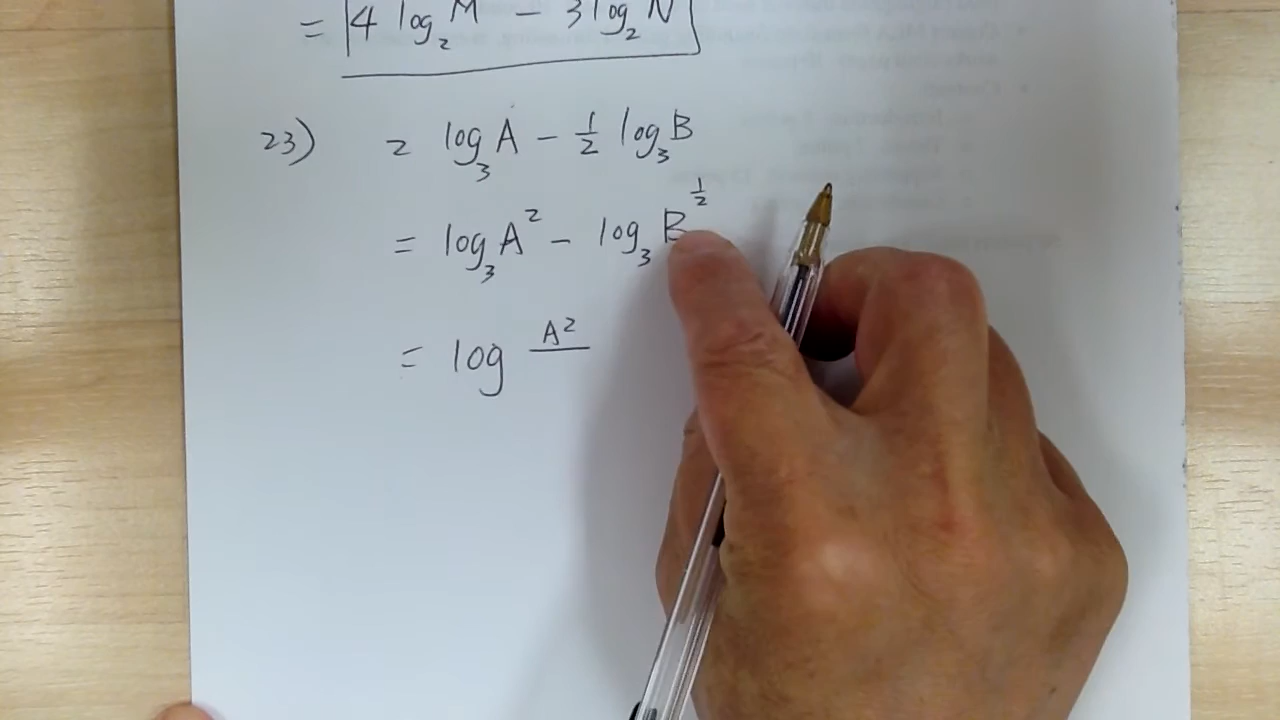 = 4 log₂ M - 3 log₂ N
23) 2 log₃ A - 1/2 log₃ B
= log₃ A² - log₃ B^(1/2)
= log A²/